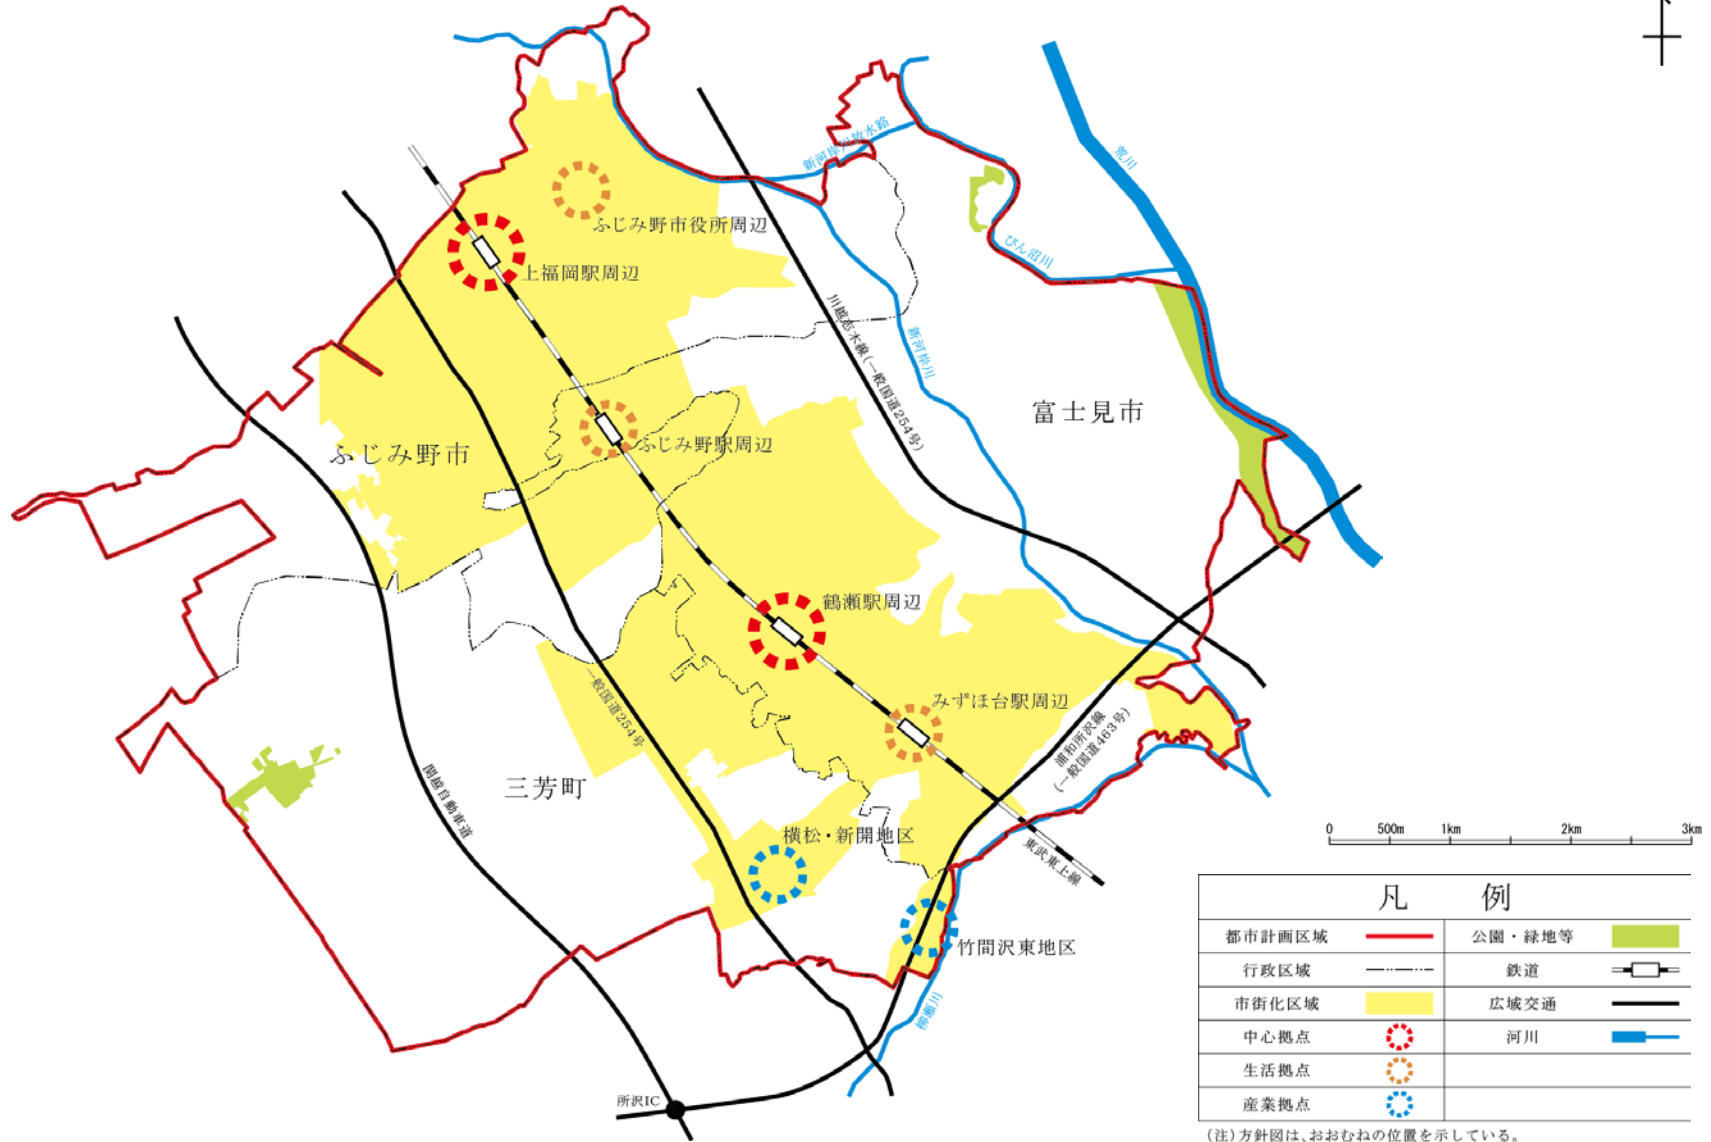 新河岸川放水路
荒川
ふじみ野市役所周辺
びん沼川
上福岡駅周辺
川越志木線(一般国道254号)
新河岸川
富士見市
ふじみ野市
ふじみ野駅周辺
鶴瀬駅周辺
みずほ台駅周辺
一般国道254号
浦和所沢線
(一般国道463号)
三芳町
関越自動車道
横松・新開地区
東武東上線
竹間沢東地区
柳瀬川
所沢IC
0 500m 1km 2km 3km
凡 例
都市計画区域 公園・緑地等
行政区域 鉄道
市街化区域 広域交通
中心拠点 河川
生活拠点
産業拠点
(注)方針図は、おおむねの位置を示している。